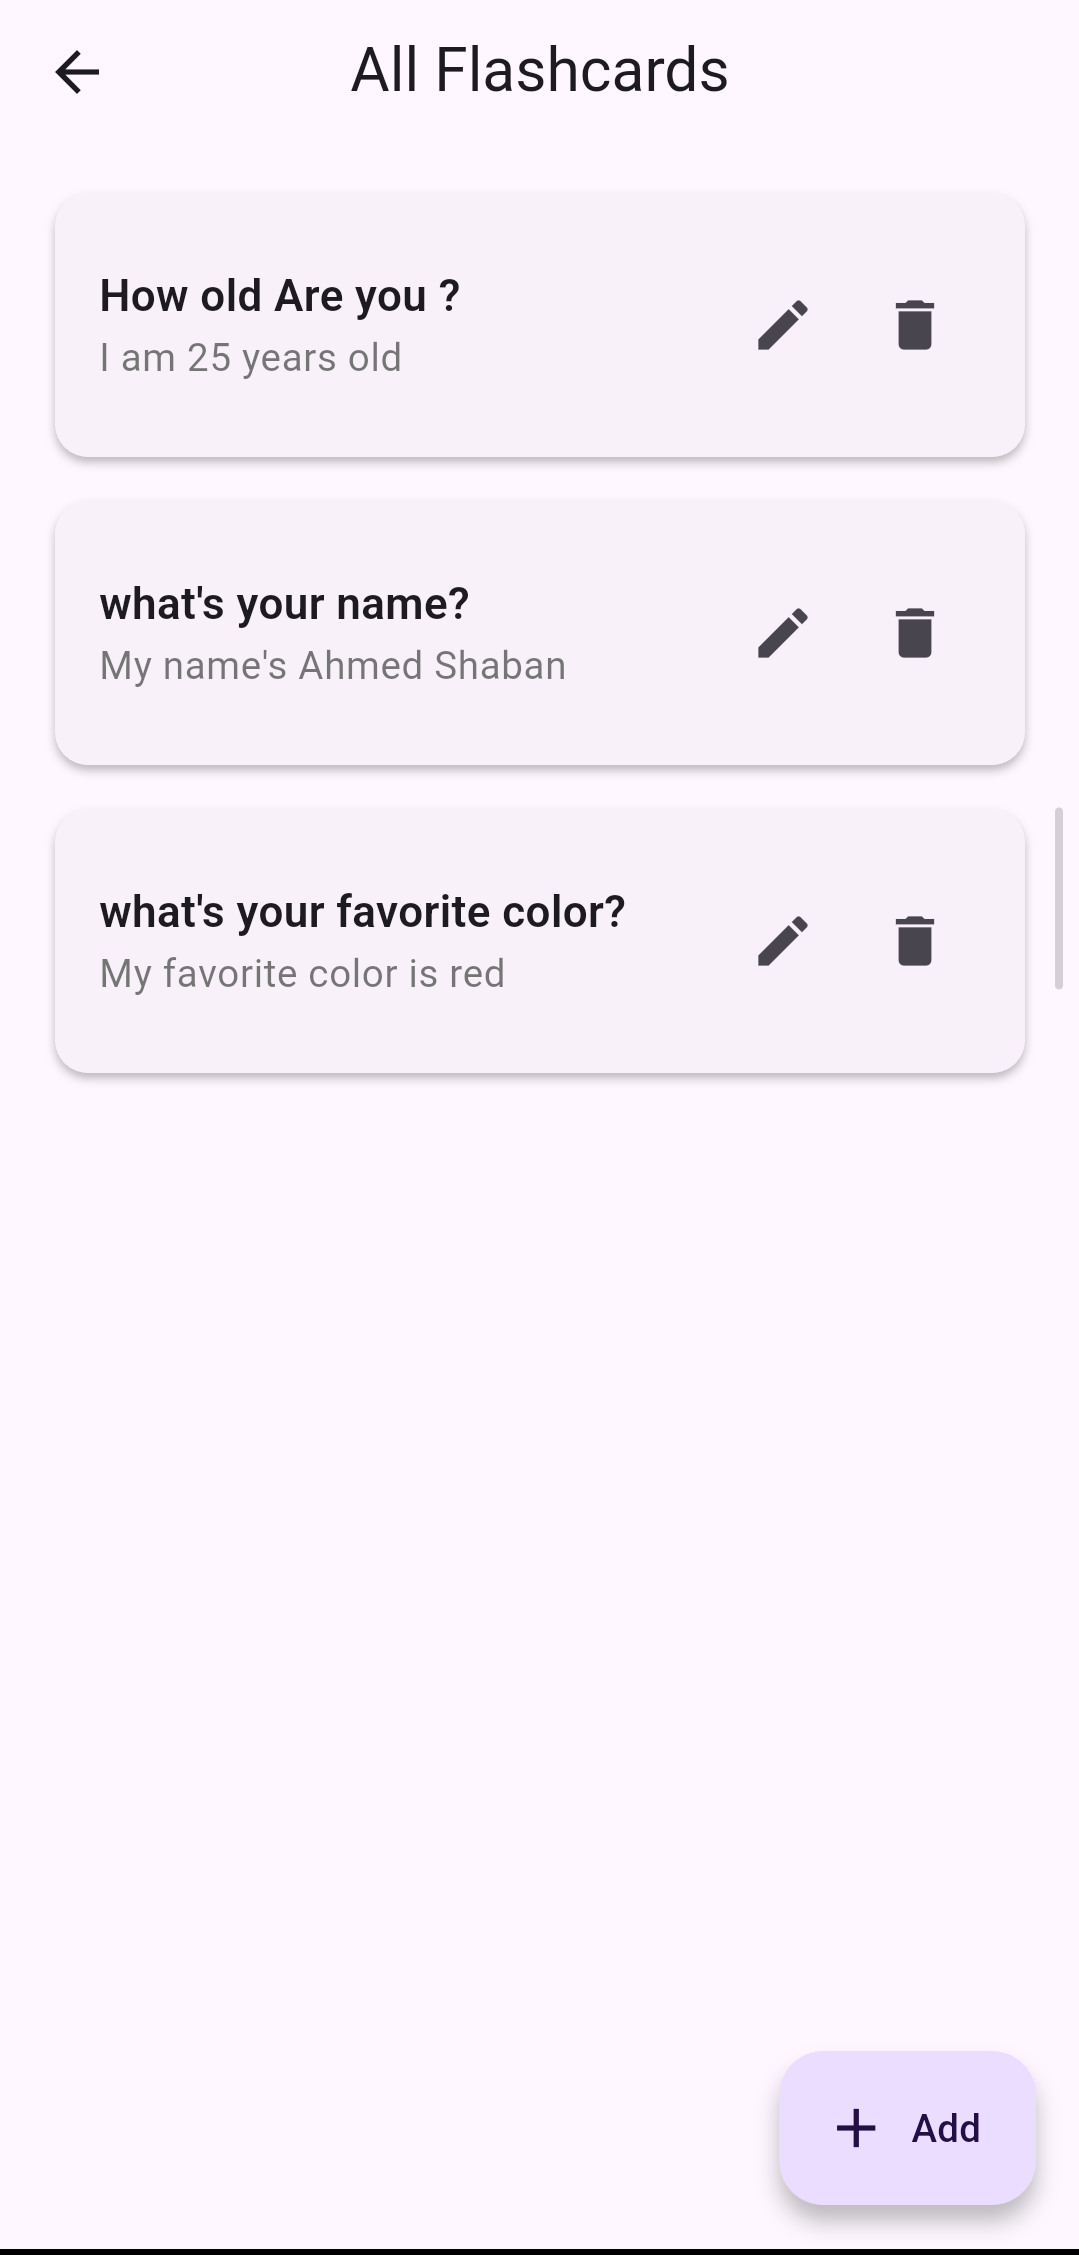 All Flashcards
How old Are you ?
I am 25 years old
what's your name?
My name's Ahmed Shaban
what's your favorite color?
My favorite color is red
Add